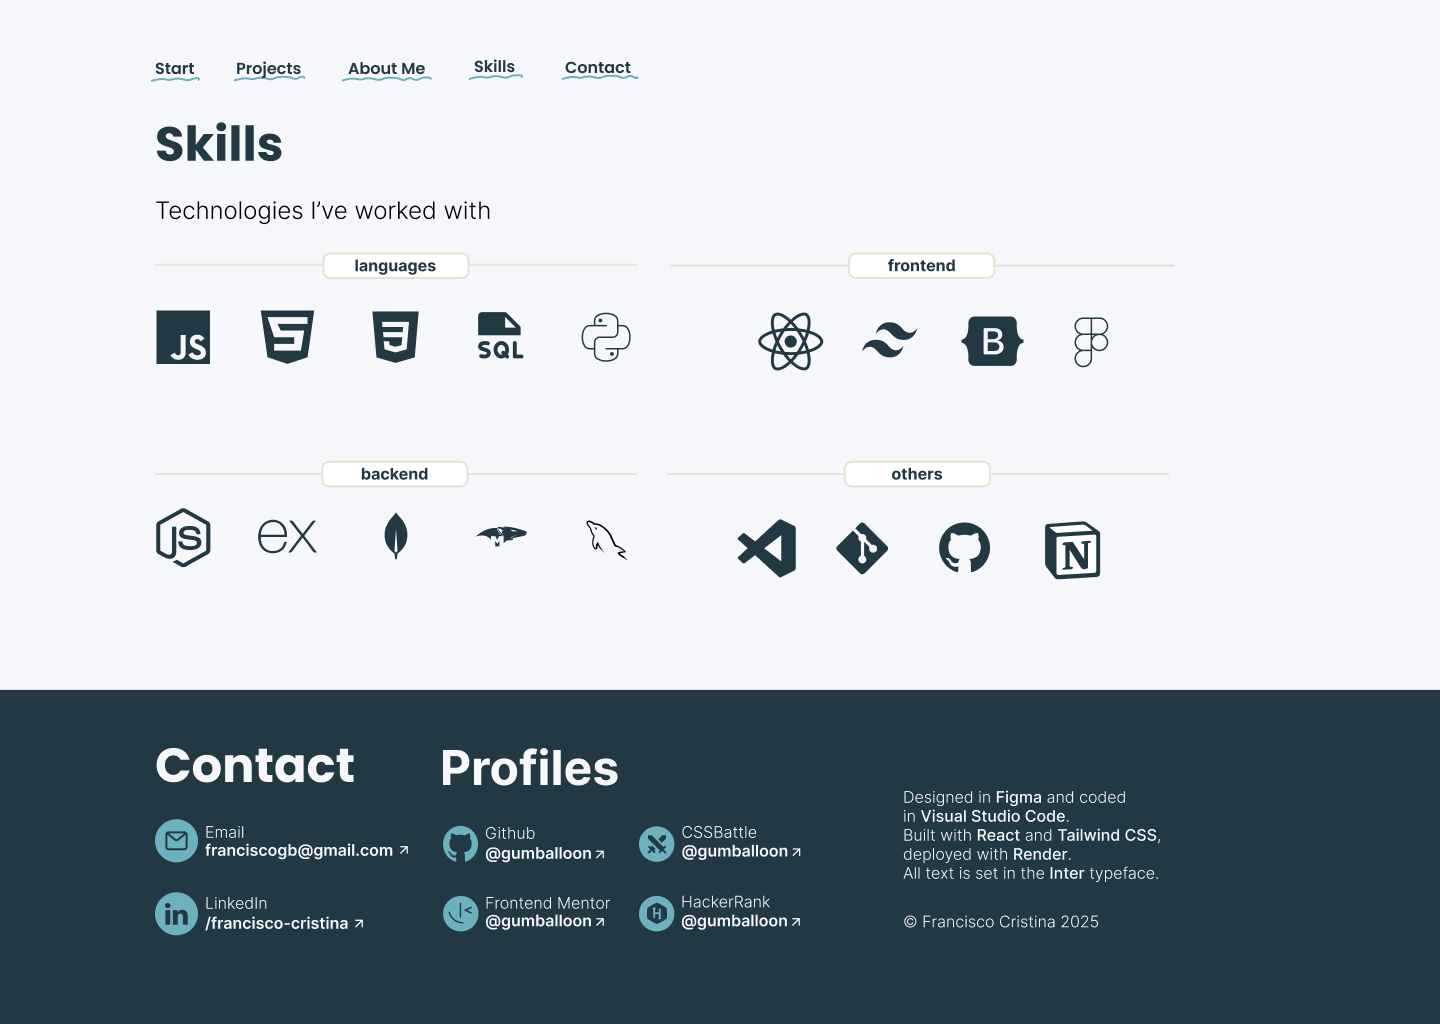 Start
Projects
About Me
Skills
Contact
Skills
Technologies I’ve worked with
languages
frontend
JS
SQL
B
backend
others
JS
ex
M
N
Contact
Profiles
Email
franciscogb@gmail.com
LinkedIn
in
/francisco-cristina
Github
@gumballoon
CSSBattle
@gumballoon
Frontend Mentor
@gumballoon
HackerRank
H
@gumballoon
Designed in Figma and coded
in Visual Studio Code.
Built with React and Tailwind CSS,
deployed with Render.
All text is set in the Inter typeface.
© Francisco Cristina 2025